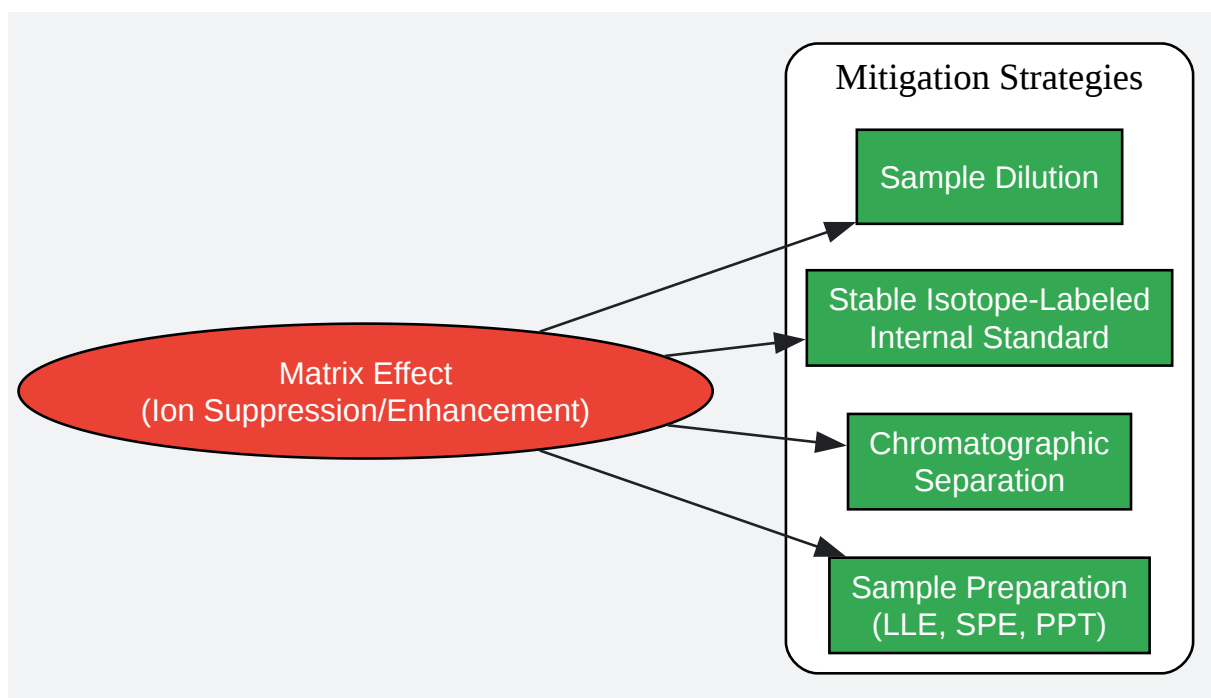 Mitigation Strategies
Sample Dilution
Stable Isotope-Labeled
Internal Standard
Matrix Effect
(Ion Suppression/Enhancement)
Chromatographic
Separation
Sample Preparation
(LLE, SPE, PPT)